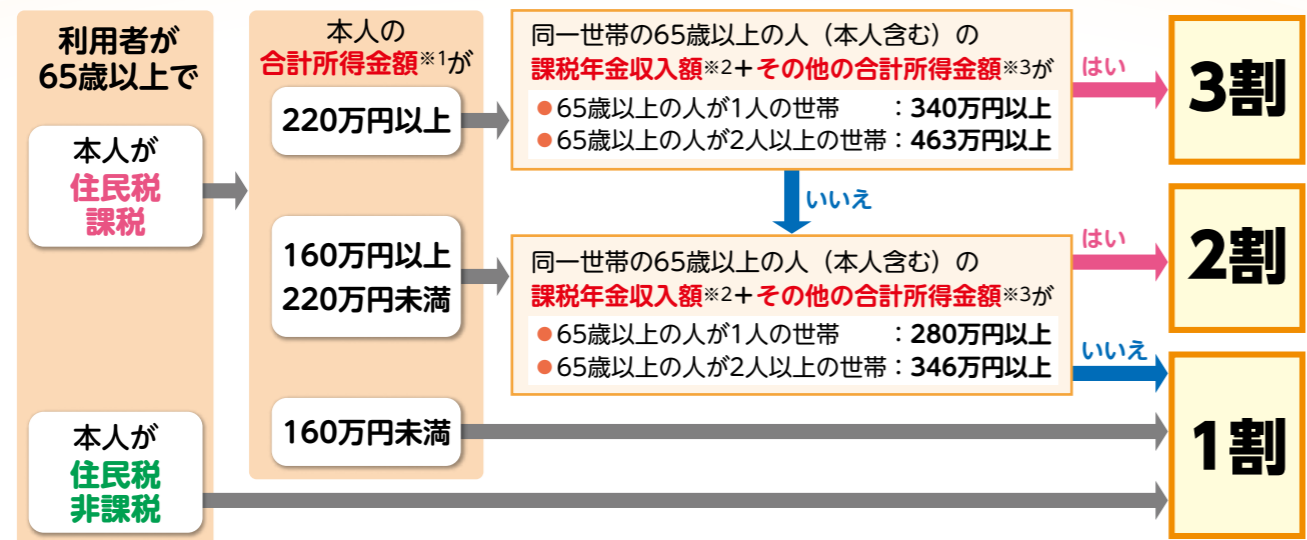 利用者が
65歳以上で
本人が
住民税
課税
本人が
住民税
非課税
本人の
合計所得金額※1が
220万円以上
160万円以上
220万円未満
160万円未満
同一世帯の65歳以上の人（本人含む）の
課税年金収入額※2＋その他の合計所得金額※3が
●65歳以上の人が1人の世帯　　：340万円以上
●65歳以上の人が2人以上の世帯：463万円以上
はい
いいえ
同一世帯の65歳以上の人（本人含む）の
課税年金収入額※2＋その他の合計所得金額※3が
●65歳以上の人が1人の世帯　　：280万円以上
●65歳以上の人が2人以上の世帯：346万円以上
はい
いいえ
3割
2割
1割